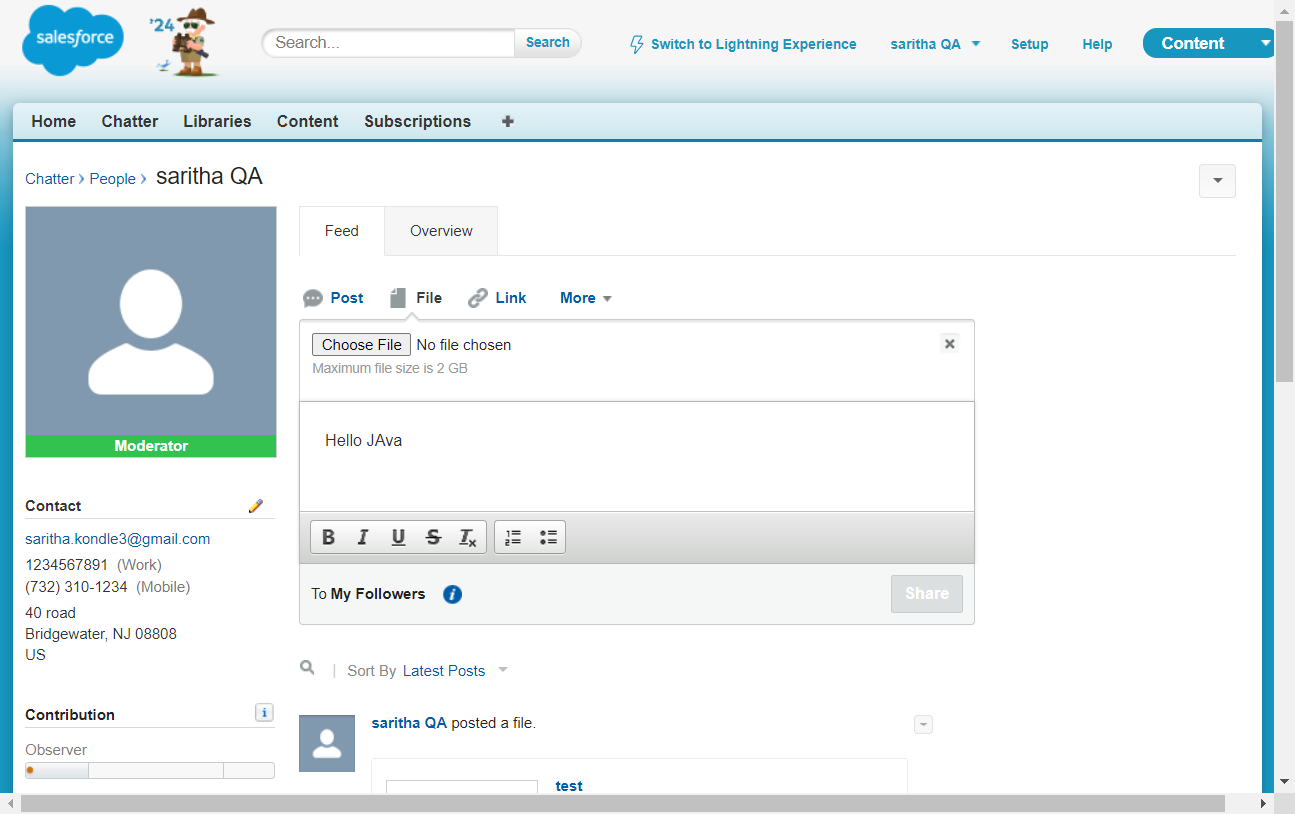 salesforce
'24
Search...
Search
Switch to Lightning Experience
saritha QA
Setup
Help
Content
Home
Chatter
Libraries
Content
Subscriptions
+
Chatter › People › saritha QA
Feed
Overview
Post
File
Link
More
Choose File No file chosen
Maximum file size is 2 GB
Hello JAva
B I U S Tx
Moderator
To My Followers
Share
Contact
saritha.kondle3@gmail.com
1234567891 (Work)
(732) 310-1234 (Mobile)
40 road
Bridgewater, NJ 08808
US
Contribution
Observer
Sort By Latest Posts
saritha QA posted a file.
test